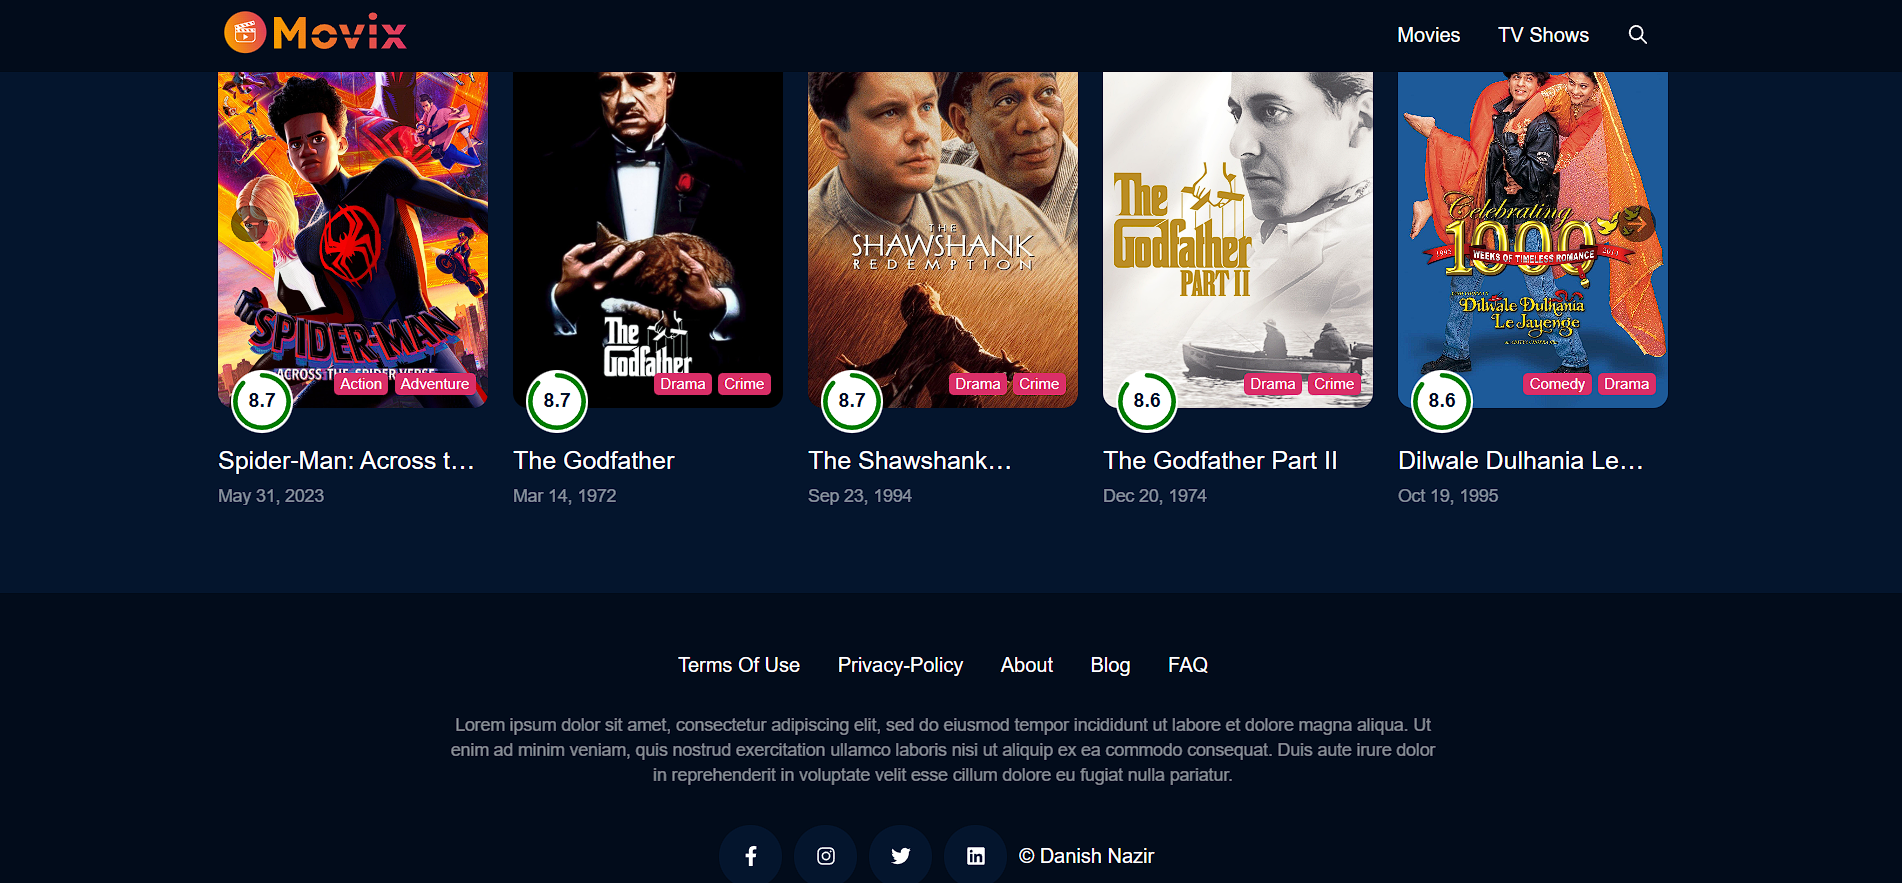 Movix
Movies
TV Shows
SPIDER-MAN
ACROSS THE SPIDER-VERSE
Action
Adventure
8.7
Spider-Man: Across t...
May 31, 2023
The
Godfather
Drama
Crime
8.7
The Godfather
Mar 14, 1972
THE
SHAWSHANK
REDEMPTION
Drama
Crime
8.7
The Shawshank...
Sep 23, 1994
The
Godfather
PART II
Drama
Crime
8.6
The Godfather Part II
Dec 20, 1974
Celebrating
1000
WEEKS OF TIMELESS ROMANCE
1995
Dilwale Dulhania
Le Jayenge
Comedy
Drama
8.6
Dilwale Dulhania Le...
Oct 19, 1995
Terms Of Use
Privacy-Policy
About
Blog
FAQ
Lorem ipsum dolor sit amet, consectetur adipiscing elit, sed do eiusmod tempor incididunt ut labore et dolore magna aliqua. Ut
enim ad minim veniam, quis nostrud exercitation ullamco laboris nisi ut aliquip ex ea commodo consequat. Duis aute irure dolor
in reprehenderit in voluptate velit esse cillum dolore eu fugiat nulla pariatur.
© Danish Nazir